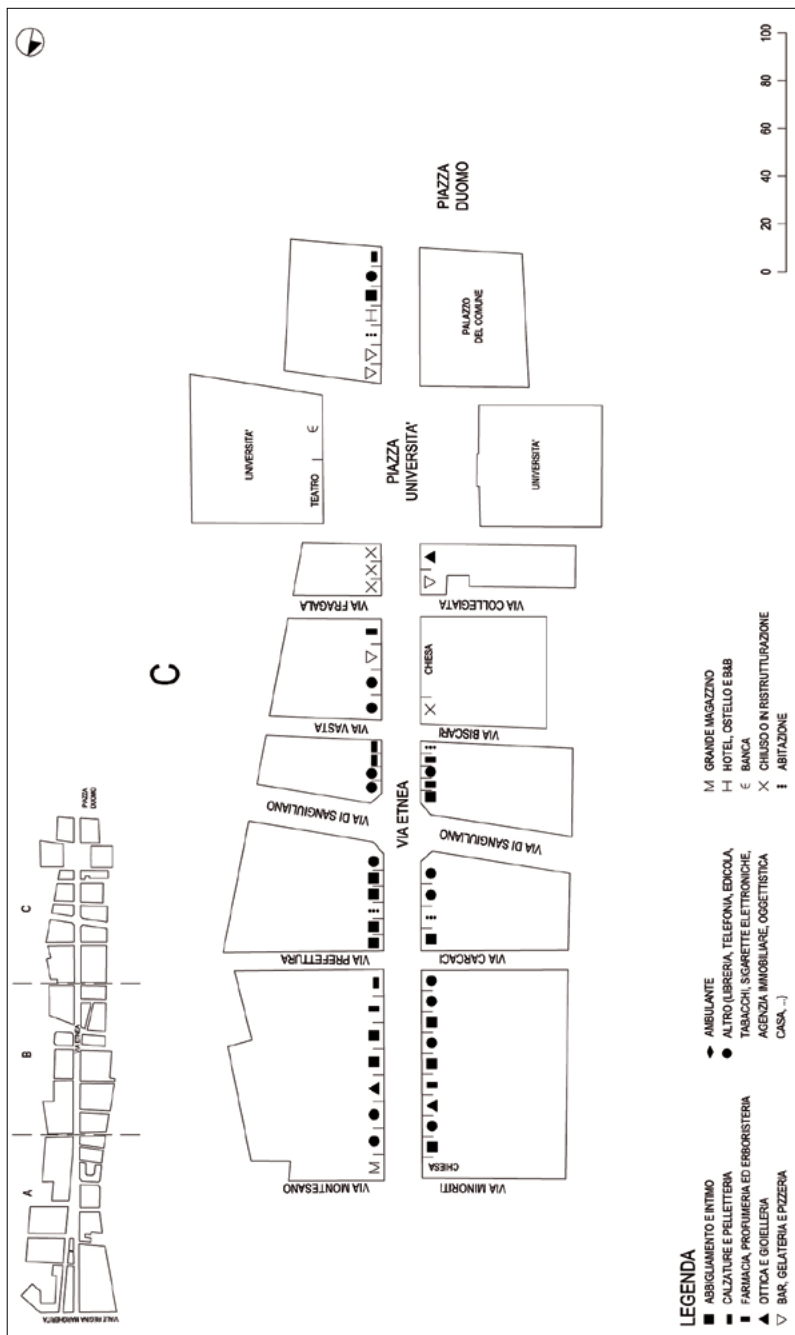 C
PIAZZA
DUOMO
PALAZZO
DEL COMUNE
UNIVERSITA'
TEATRO
€
PIAZZA
UNIVERSITA'
UNIVERSITA'
H
VIA FRAGALA
VIA COLLEGIATA
VIA VASTA
CHIESA
VIA BISCARI
VIA DI SANGIULIANO
VIA ETNEA
VIA DI SANGIULIANO
VIA PREFETTURA
VIA CARCACI
VIA MONTESANO
M
VIA MINORITI
CHIESA
A
B
C
VIALE REGINA MARGHERITA
VIA ETNEA
PIAZZA
DUOMO
0 20 40 60 80 100
LEGENDA
ABBIGLIAMENTO E INTIMO
CALZATURE E PELLETTERIA
FARMACIA, PROFUMERIA ED ERBORISTERIA
OTTICA E GIOIELLERIA
BAR, GELATERIA E PIZZERIA
AMBULANTE
ALTRO (LIBRERIA, TELEFONIA, EDICOLA,
TABACCHI, SIGARETTE ELETTRONICHE,
AGENZIA IMMOBILIARE, OGGETTISTICA
CASA, ...)
M GRANDE MAGAZZINO
H HOTEL, OSTELLO E B&B
€ BANCA
X CHIUSO O IN RISTRUTTURAZIONE
ABITAZIONE